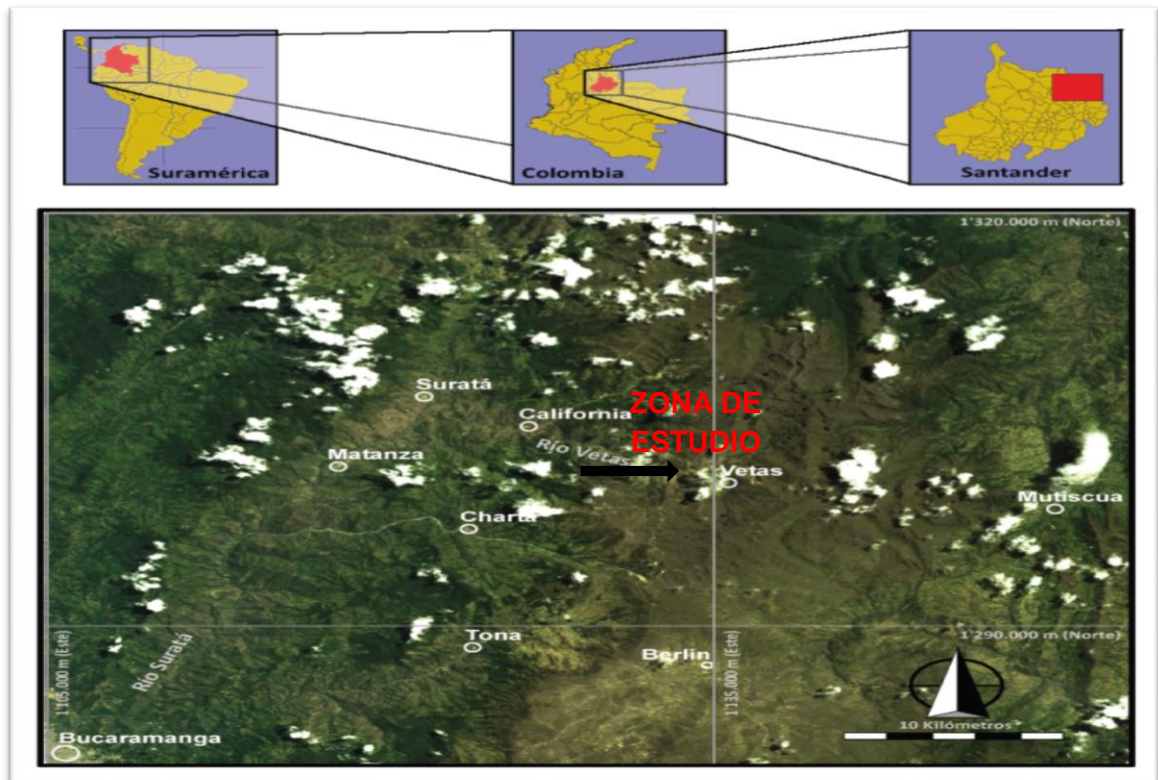 Suramérica
Colombia
Santander
1'320.000 m (Norte)
Suratá
ZONA DE
ESTUDIO
California
Río Vetas
Matanza
Vetas
Mutiscua
Charta
1'105.000 m (Este)
Río Suratá
Tona
Berlín
1'135.000 m (Este)
1'290.000 m (Norte)
10 Kilómetros
Bucaramanga